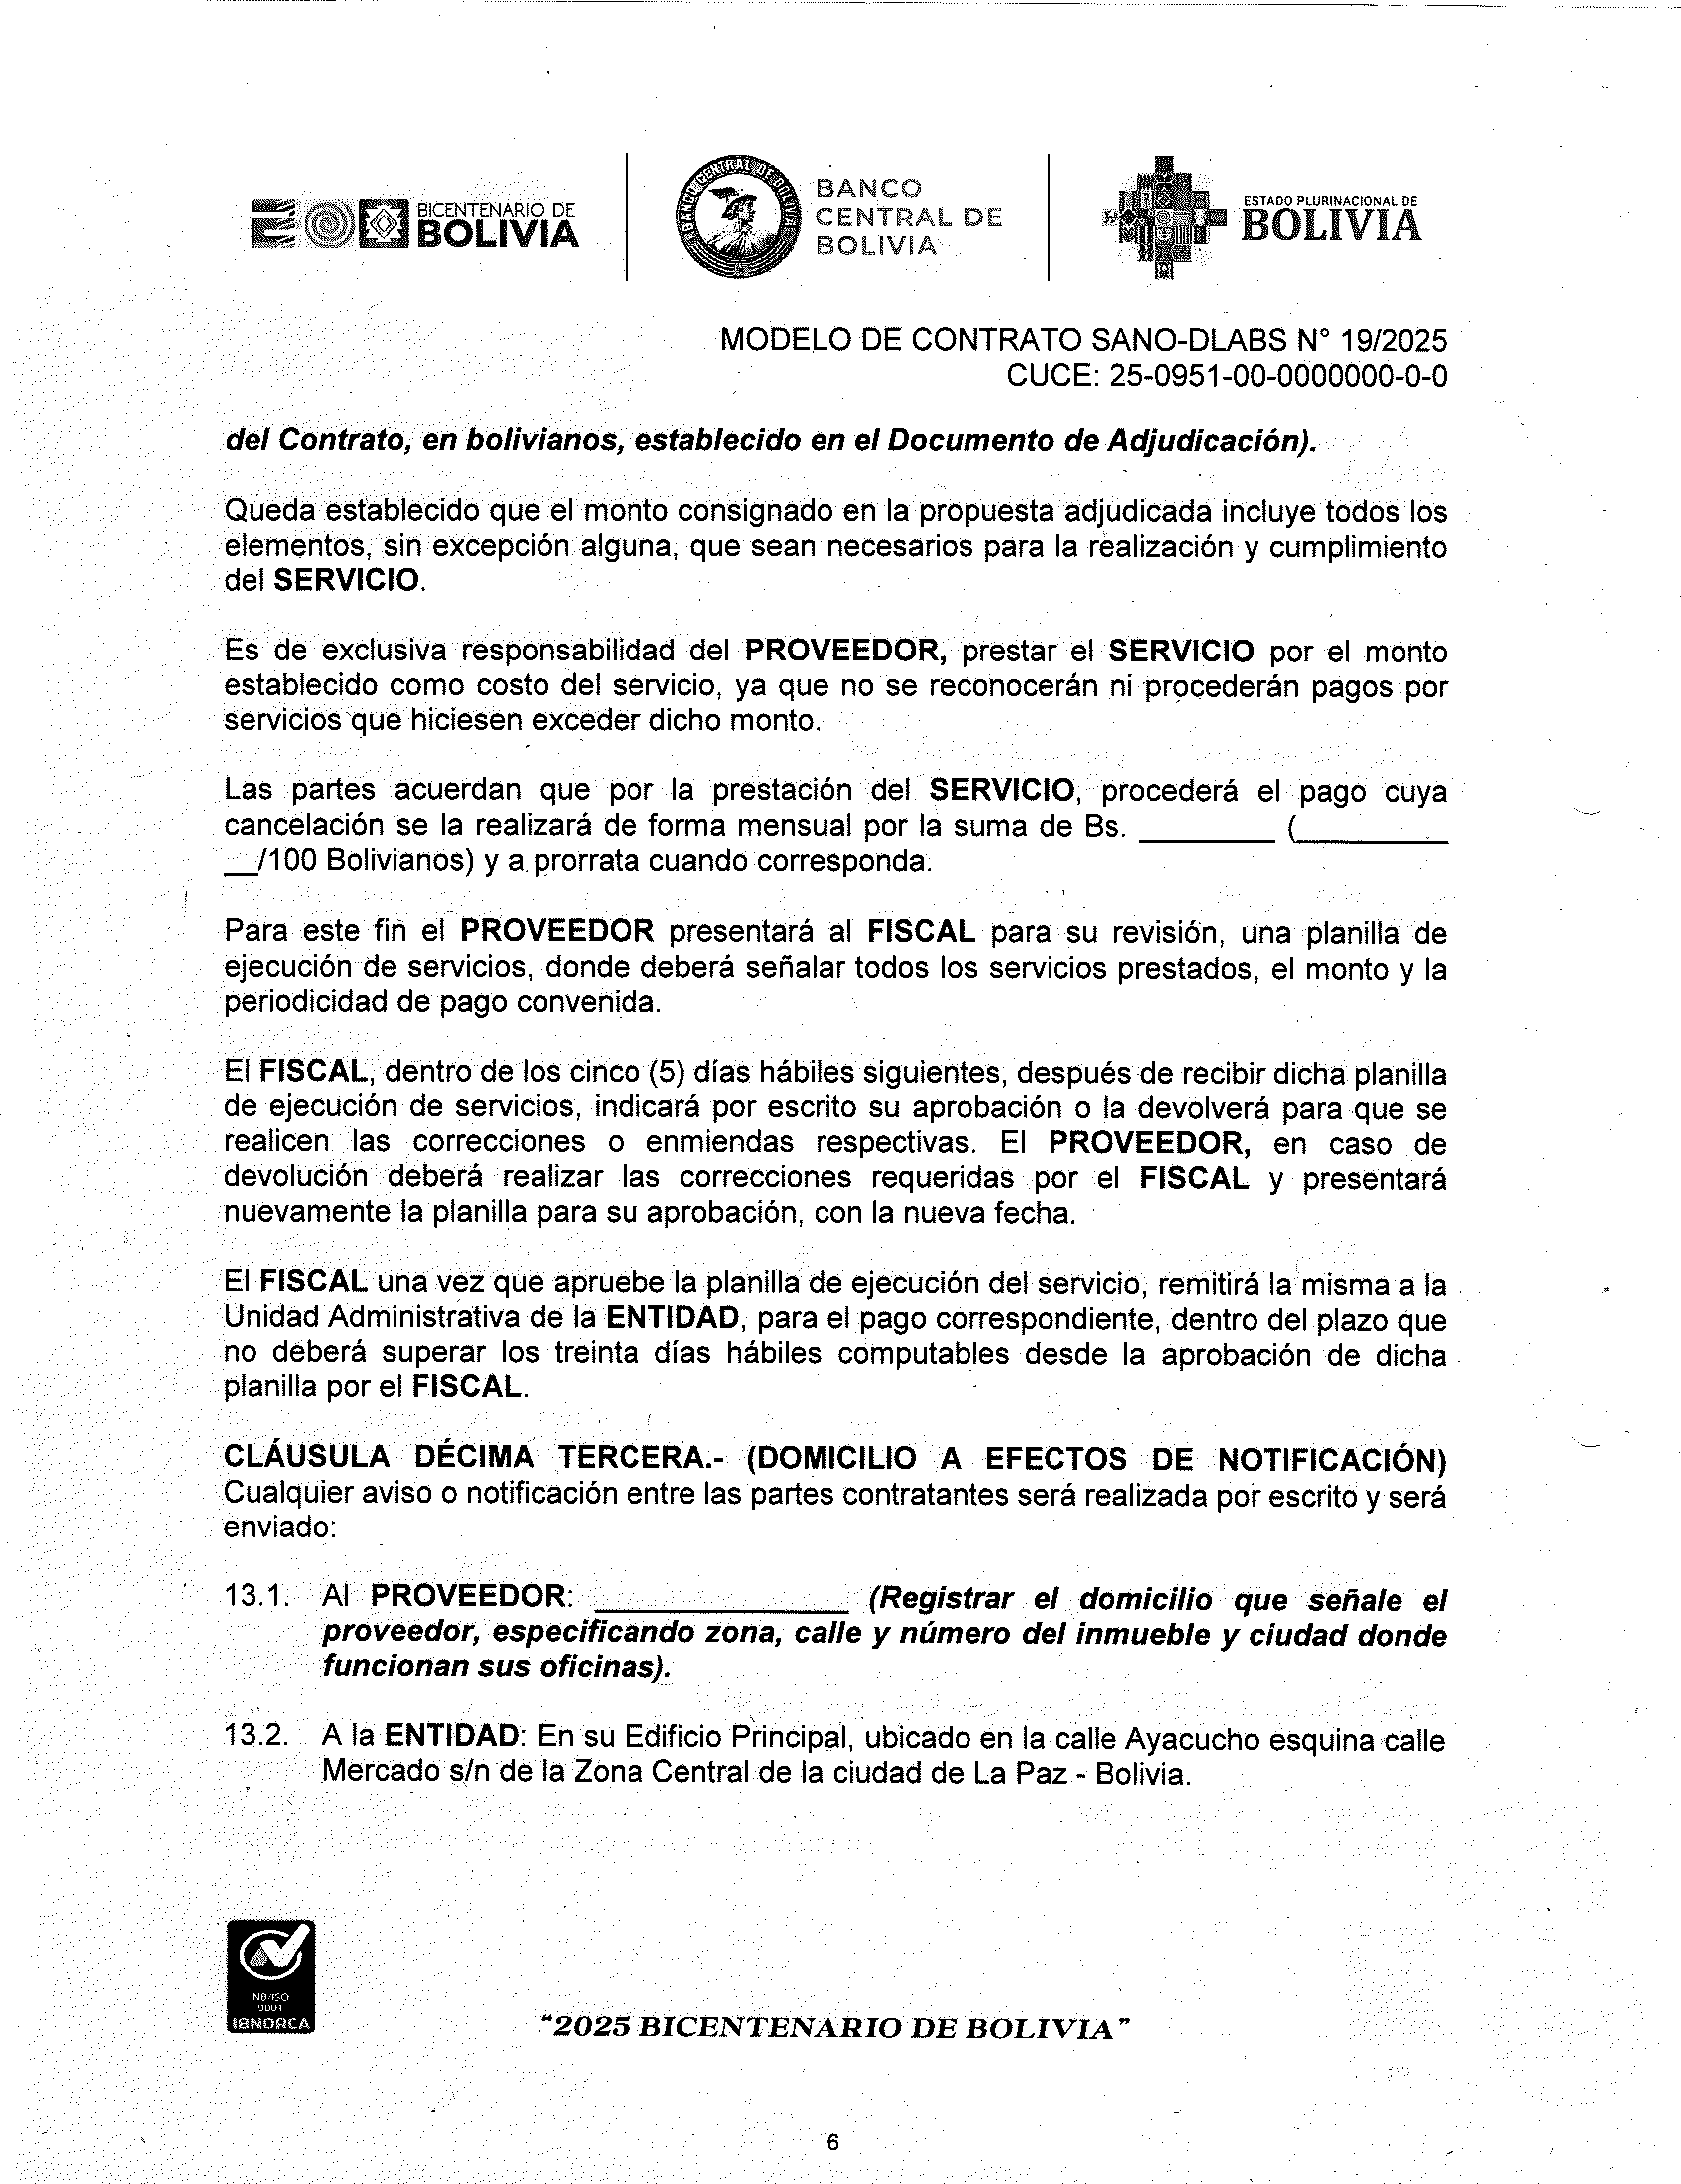 BICENTENARIO DE
BOLIVIA
BANCO CENTRAL DE BOLIVIA
BANCO
CENTRAL DE
BOLIVIA
ESTADO PLURINACIONAL DE
BOLIVIA
MODELO DE CONTRATO SANO-DLABS N° 19/2025
CUCE: 25-0951-00-0000000-0-0
del Contrato, en bolivianos, establecido en el Documento de Adjudicación).
Queda establecido que el monto consignado en la propuesta adjudicada incluye todos los
elementos, sin excepción alguna, que sean necesarios para la realización y cumplimiento
del SERVICIO.
Es de exclusiva responsabilidad del PROVEEDOR, prestar el SERVICIO por el monto
establecido como costo del servicio, ya que no se reconocerán ni procederán pagos por
servicios que hiciesen exceder dicho monto.
Las partes acuerdan que por la prestación del SERVICIO, procederá el pago cuya
cancelación se la realizará de forma mensual por la suma de Bs. ________ (_________
__/100 Bolivianos) y a prorrata cuando corresponda.
Para este fin el PROVEEDOR presentará al FISCAL para su revisión, una planilla de
ejecución de servicios, donde deberá señalar todos los servicios prestados, el monto y la
periodicidad de pago convenida.
El FISCAL, dentro de los cinco (5) días hábiles siguientes, después de recibir dicha planilla
de ejecución de servicios, indicará por escrito su aprobación o la devolverá para que se
realicen las correcciones o enmiendas respectivas. El PROVEEDOR, en caso de
devolución deberá realizar las correcciones requeridas por el FISCAL y presentará
nuevamente la planilla para su aprobación, con la nueva fecha.
El FISCAL una vez que apruebe la planilla de ejecución del servicio, remitirá la misma a la
Unidad Administrativa de la ENTIDAD, para el pago correspondiente, dentro del plazo que
no deberá superar los treinta días hábiles computables desde la aprobación de dicha
planilla por el FISCAL.
CLÁUSULA DÉCIMA TERCERA.- (DOMICILIO A EFECTOS DE NOTIFICACIÓN)
Cualquier aviso o notificación entre las partes contratantes será realizada por escrito y será
enviado:
13.1. Al PROVEEDOR: _______________ (Registrar el domicilio que señale el
proveedor, especificando zona, calle y número del inmueble y ciudad donde
funcionan sus oficinas).
13.2. A la ENTIDAD: En su Edificio Principal, ubicado en la calle Ayacucho esquina calle
Mercado s/n de la Zona Central de la ciudad de La Paz - Bolivia.
NB/ISO
9001
IBNORCA
"2025 BICENTENARIO DE BOLIVIA"
6